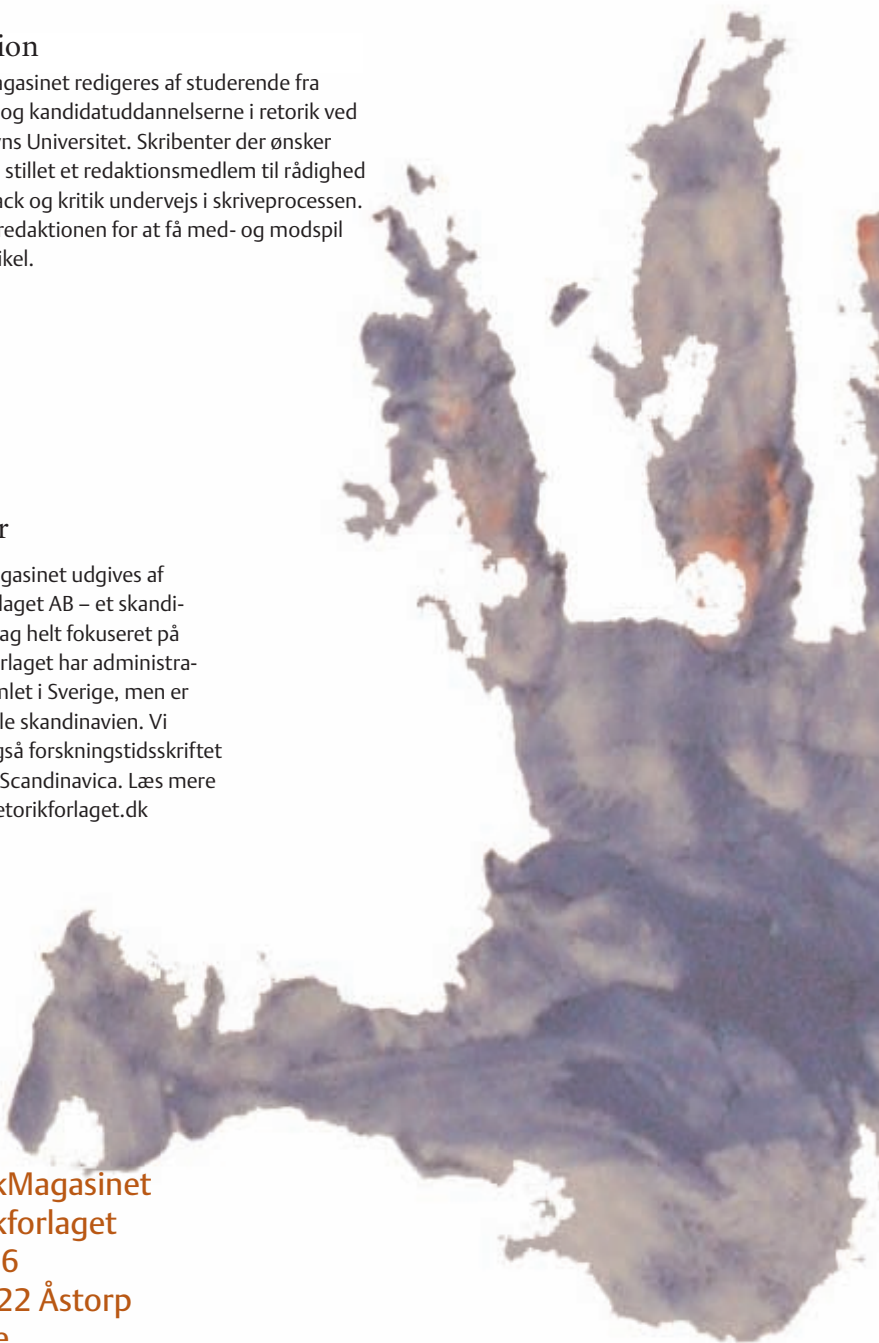 ion
agasinet redigeres af studerende fra
og kandidatuddannelserne i retorik ved
vns Universitet. Skribenter der ønsker
stillet et redaktionsmedlem til rådighed
ack og kritik undervejs i skriveprocessen.
redaktionen for at få med- og modspil
ikel.
r
gasinet udgives af
laget AB – et skandi-
ag helt fokuseret på
rlaget har administra-
mlet i Sverige, men er
le skandinavien. Vi
gså forskningstidsskriftet
Scandinavica. Læs mere
etorikforlaget.dk
kMagasinet
kforlaget
6
22 Åstorp